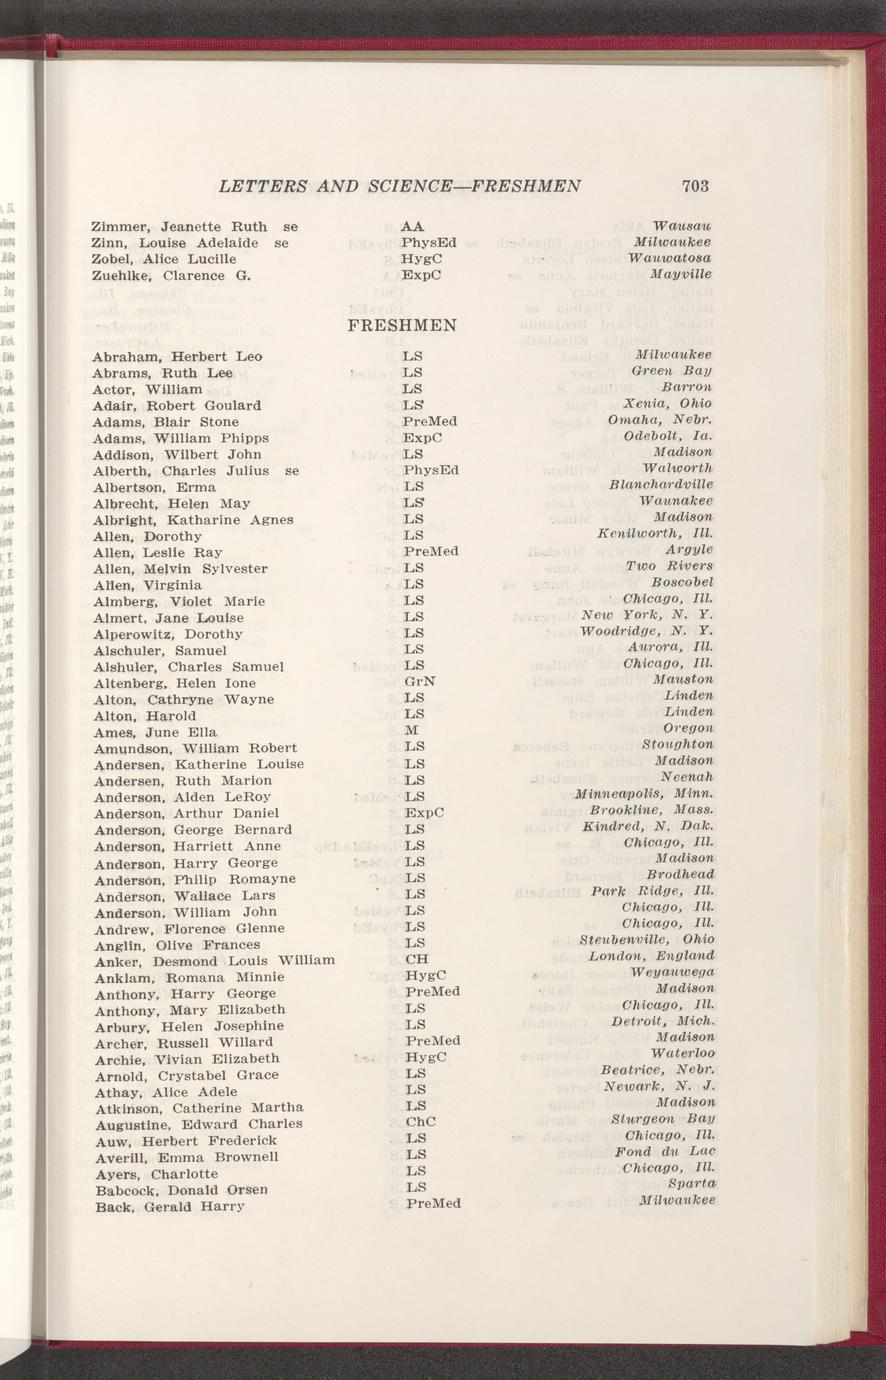 LETTERS AND SCIENCE—FRESHMEN 703
Zimmer, Jeanette Ruth se AA Wausau
Zinn, Louise Adelaide se PhysEd Milwaukee
Zobel, Alice Lucille HygC Wauwatosa
Zuehlke, Clarence G. ExpC Mayville
FRESHMEN
Abraham, Herbert Leo LS Milwaukee
Abrams, Ruth Lee LS Green Bay
Actor, William LS Barron
Adair, Robert Goulard LS Xenia, Ohio
Adams, Blair Stone PreMed Omaha, Nebr.
Adams, William Phipps ExpC Odebolt, Ia.
Addison, Wilbert John LS Madison
Alberth, Charles Julius se PhysEd Walworth
Albertson, Erma LS Blanchardville
Albrecht, Helen May LS Waunakee
Albright, Katharine Agnes LS Madison
Allen, Dorothy LS Kenilworth, Ill.
Allen, Leslie Ray PreMed Argyle
Allen, Melvin Sylvester LS Two Rivers
Allen, Virginia LS Boscobel
Almberg, Violet Marie LS Chicago, Ill.
Almert, Jane Louise LS New York, N. Y.
Alperowitz, Dorothy LS Woodridge, N. Y.
Alschuler, Samuel LS Aurora, Ill.
Alshuler, Charles Samuel LS Chicago, Ill.
Altenberg, Helen Ione GrN Mauston
Alton, Cathryne Wayne LS Linden
Alton, Harold LS Linden
Ames, June Ella M Oregon
Amundson, William Robert LS Stoughton
Andersen, Katherine Louise LS Madison
Andersen, Ruth Marion LS Neenah
Anderson, Alden LeRoy LS Minneapolis, Minn.
Anderson, Arthur Daniel ExpC Brookline, Mass.
Anderson, George Bernard LS Kindred, N. Dak.
Anderson, Harriett Anne LS Chicago, Ill.
Anderson, Harry George LS Madison
Anderson, Philip Romayne LS Brodhead
Anderson, Wallace Lars LS Park Ridge, Ill.
Anderson, William John LS Chicago, Ill.
Andrew, Florence Glenne LS Chicago, Ill.
Anglin, Olive Frances LS Steubenville, Ohio
Anker, Desmond Louis William CH London, England
Anklam, Romana Minnie HygC Weyauwega
Anthony, Harry George PreMed Madison
Anthony, Mary Elizabeth LS Chicago, Ill.
Arbury, Helen Josephine LS Detroit, Mich.
Archer, Russell Willard PreMed Madison
Archie, Vivian Elizabeth HygC Waterloo
Arnold, Crystabel Grace LS Beatrice, Nebr.
Athay, Alice Adele LS Newark, N. J.
Atkinson, Catherine Martha LS Madison
Augustine, Edward Charles ChC Sturgeon Bay
Auw, Herbert Frederick LS Chicago, Ill.
Averill, Emma Brownell LS Fond du Lac
Ayers, Charlotte LS Chicago, Ill.
Babcock, Donald Orsen LS Sparta
Back, Gerald Harry PreMed Milwaukee